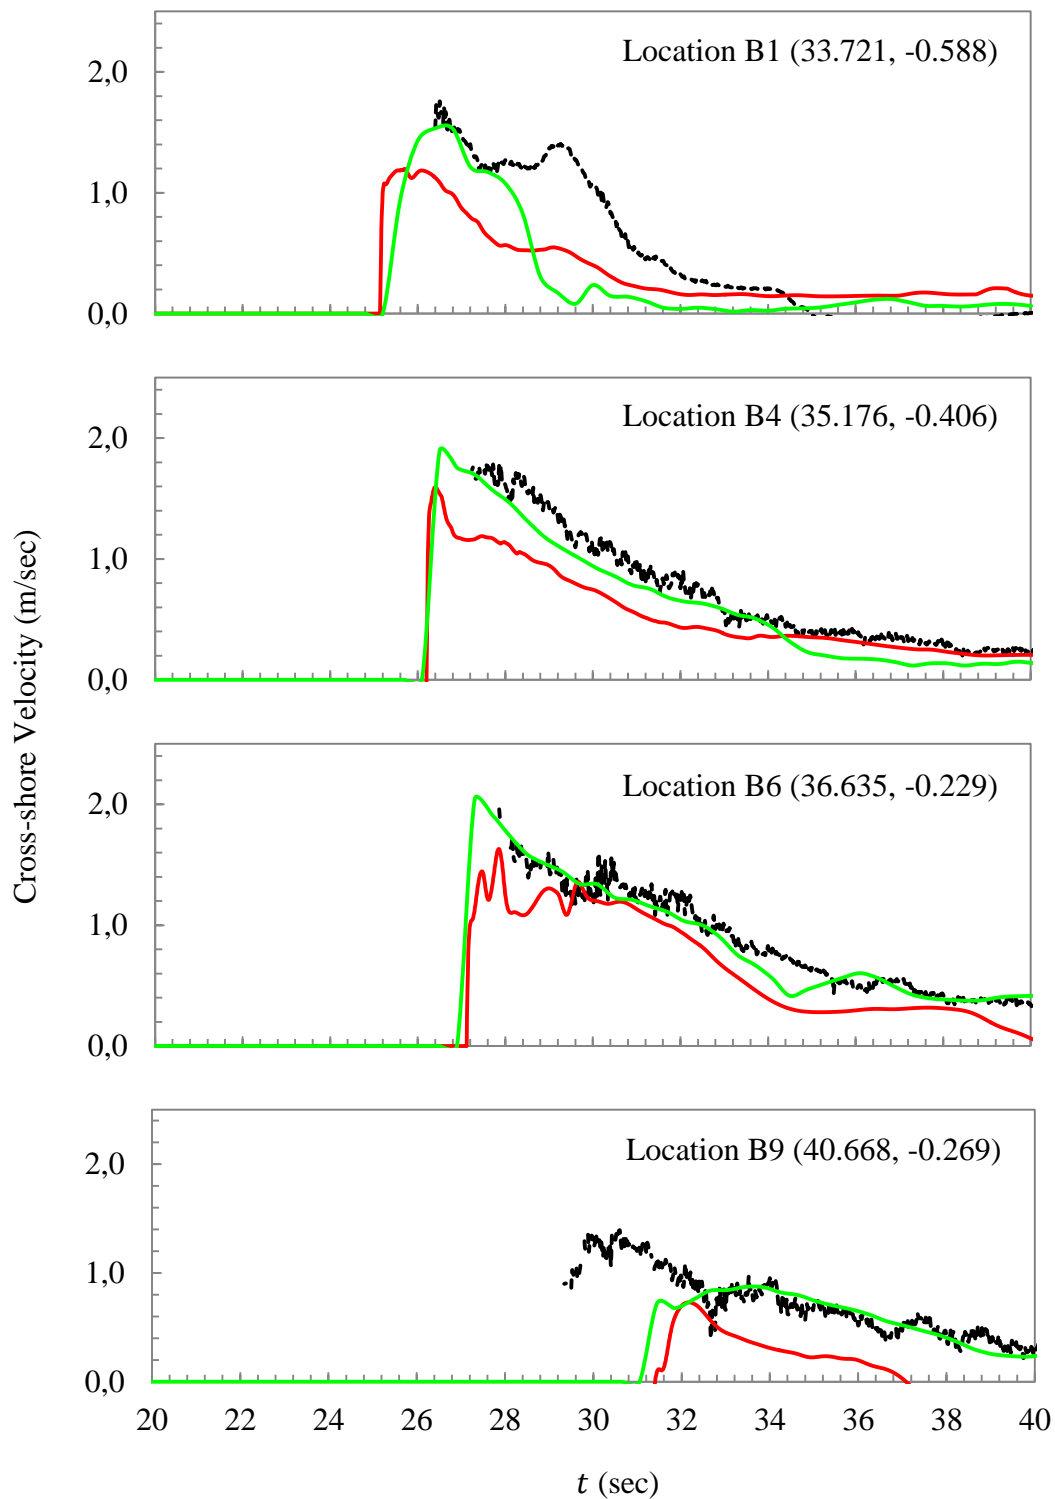 Location B1 (33.721, -0.588)
2,0
1,0
0,0
Location B4 (35.176, -0.406)
2,0
1,0
0,0
Cross-shore Velocity (m/sec)
Location B6 (36.635, -0.229)
2,0
1,0
0,0
Location B9 (40.668, -0.269)
2,0
1,0
0,0
20 22 24 26 28 30 32 34 36 38 40
t (sec)